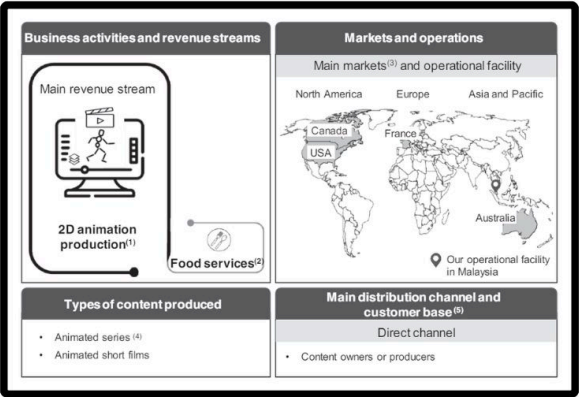 Business activities and revenue streams
Main revenue stream
2D animation
production(1)
Food services(2)
Markets and operations
Main markets(3) and operational facility
North America Europe Asia and Pacific
Canada
USA
France
Australia
Our operational facility
in Malaysia
Types of content produced
• Animated series (4)
• Animated short films
Main distribution channel and
customer base(5)
Direct channel
• Content owners or producers